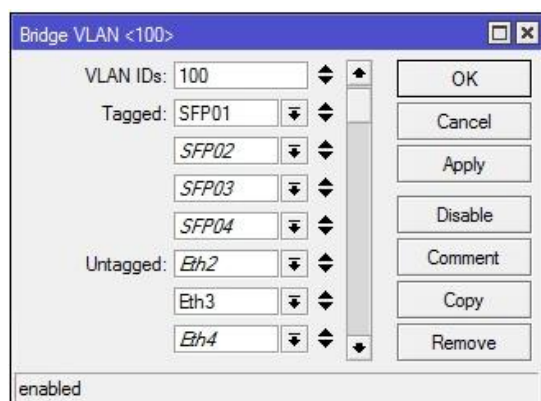 Bridge VLAN <100>
VLAN IDs: 100
OK
Tagged: SFP01
Cancel
SFP02
Apply
SFP03
SFP04
Disable
Untagged: Eth2
Comment
Eth3
Copy
Eth4
Remove
enabled